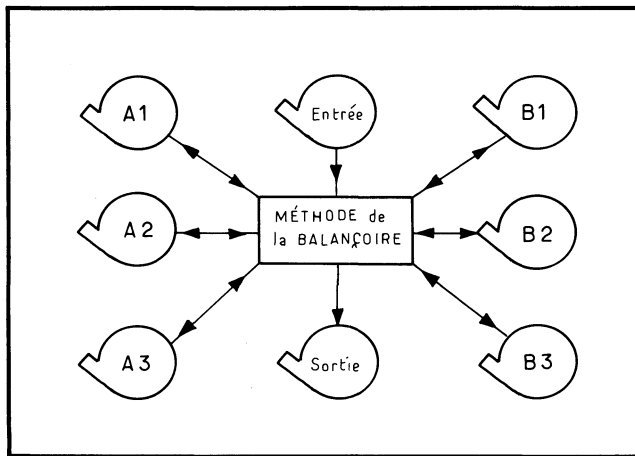 A1
Entrée
B1
A2
MÉTHODE de
la BALANÇOIRE
B2
A3
Sortie
B3